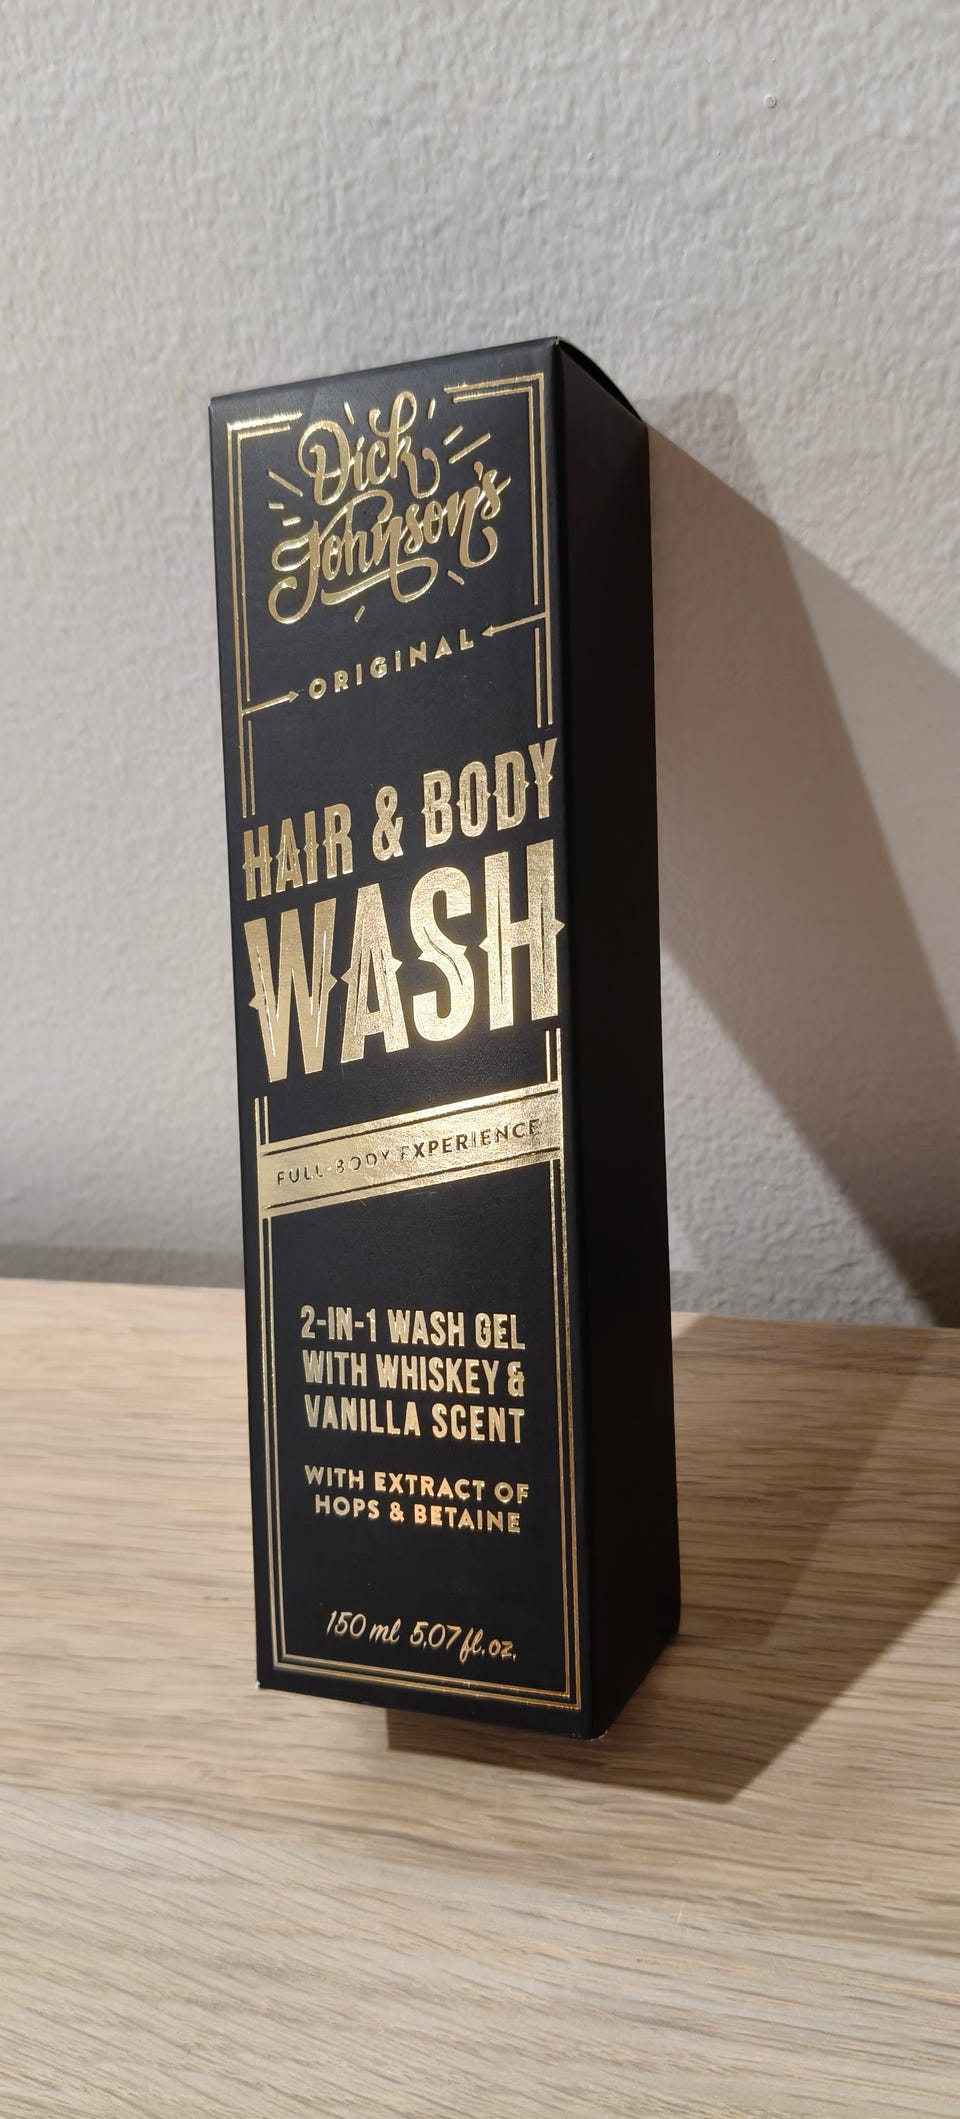 Dick
Johnson's
ORIGINAL
HAIR & BODY
WASH
FULL-BODY EXPERIENCE
2-IN-1 WASH GEL
WITH WHISKEY &
VANILLA SCENT
WITH EXTRACT OF
HOPS & BETAINE
150 ml 5.07 fl.oz.